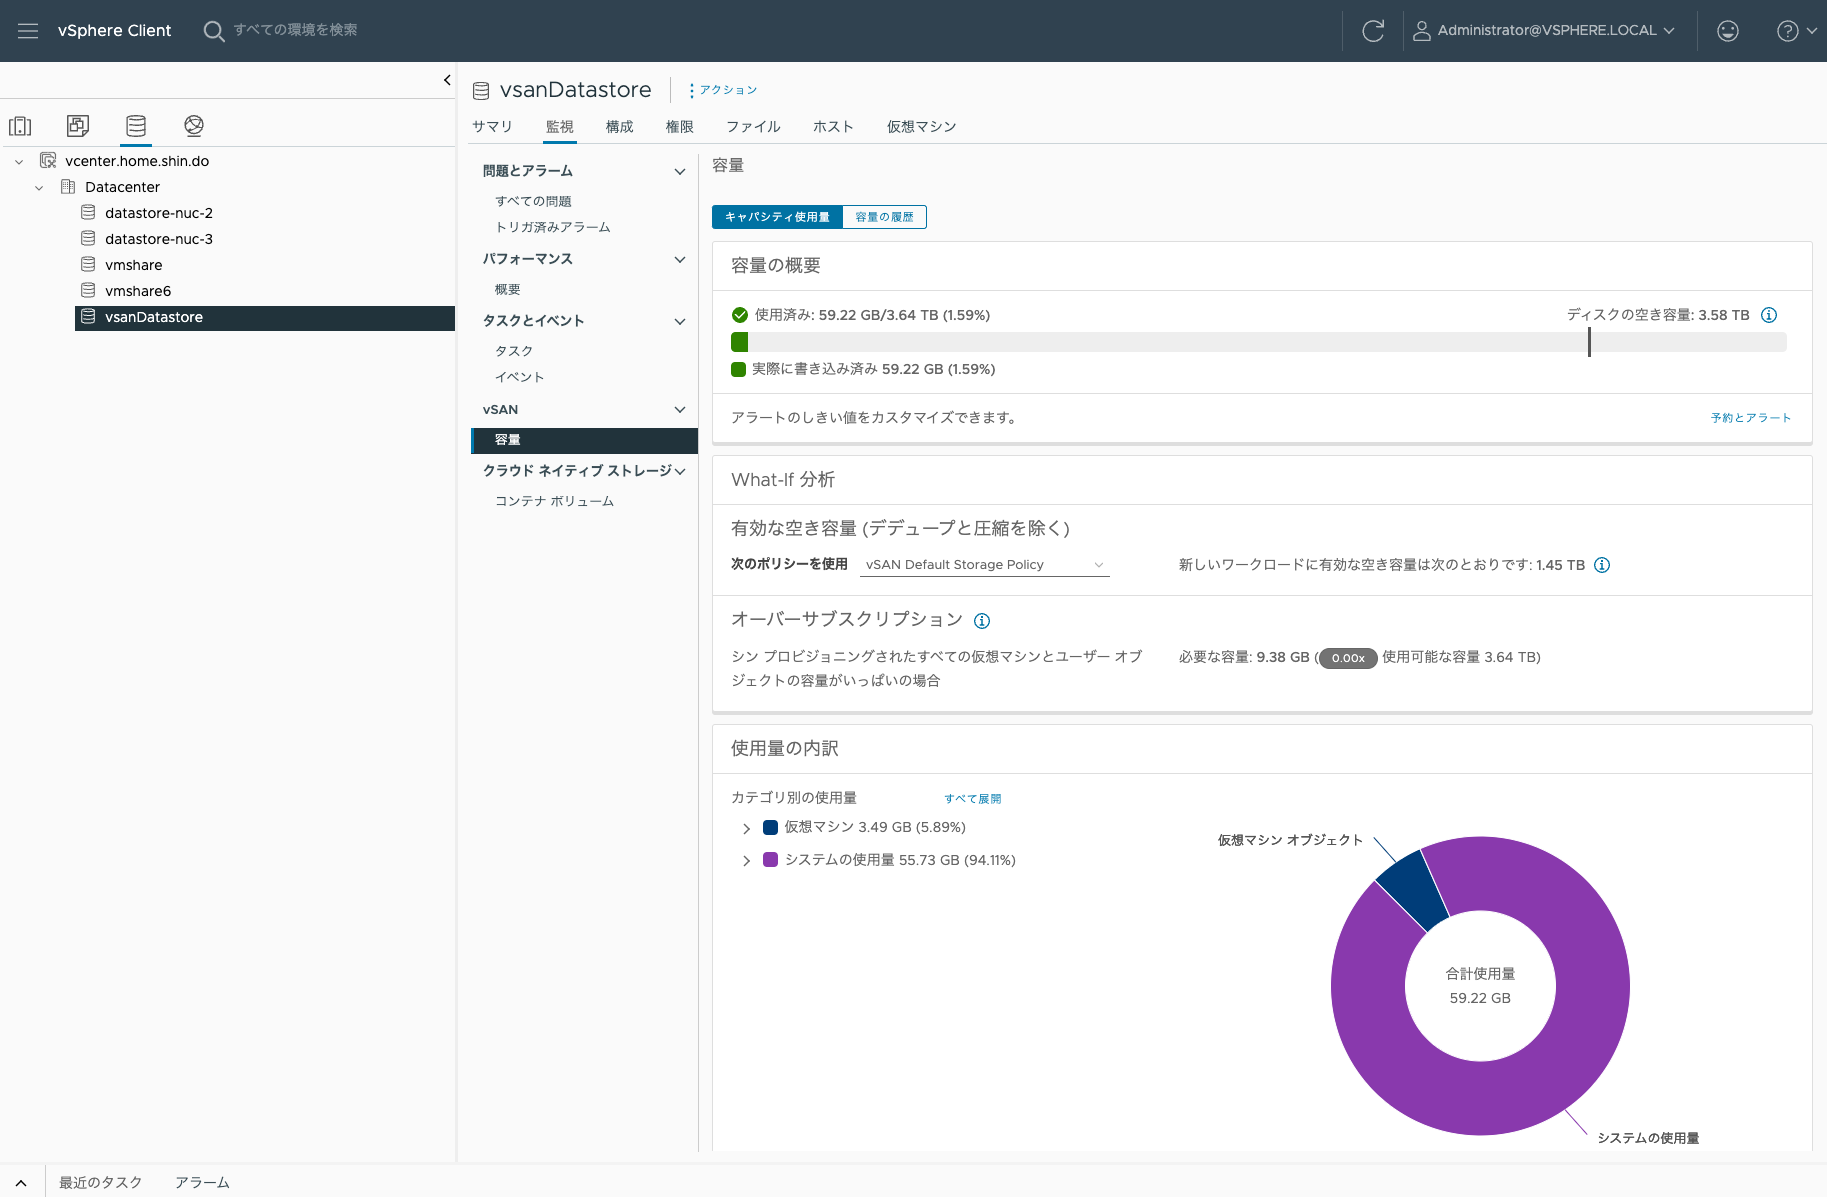 vSphere Client
すべての環境を検索
Administrator@VSPHERE.LOCAL
vcenter.home.shin.do
Datacenter
datastore-nuc-2
datastore-nuc-3
vmshare
vmshare6
vsanDatastore
vsanDatastore
アクション
サマリ 監視 構成 権限 ファイル ホスト 仮想マシン
問題とアラーム
すべての問題
トリガ済みアラーム
パフォーマンス
概要
タスクとイベント
タスク
イベント
vSAN
容量
クラウド ネイティブ ストレージ
コンテナ ボリューム
容量
キャパシティ使用量 容量の履歴
容量の概要
使用済み: 59.22 GB/3.64 TB (1.59%)
ディスクの空き容量: 3.58 TB
実際に書き込み済み 59.22 GB (1.59%)
アラートのしきい値をカスタマイズできます。
予約とアラート
What-If 分析
有効な空き容量 (デデュープと圧縮を除く)
次のポリシーを使用 vSAN Default Storage Policy
新しいワークロードに有効な空き容量は次のとおりです: 1.45 TB
オーバーサブスクリプション
シン プロビジョニングされたすべての仮想マシンとユーザー オブ
ジェクトの容量がいっぱいの場合
必要な容量: 9.38 GB (0.00x 使用可能な容量 3.64 TB)
使用量の内訳
カテゴリ別の使用量 すべて展開
仮想マシン 3.49 GB (5.89%)
システムの使用量 55.73 GB (94.11%)
仮想マシン オブジェクト
合計使用量
59.22 GB
システムの使用量
最近のタスク アラーム